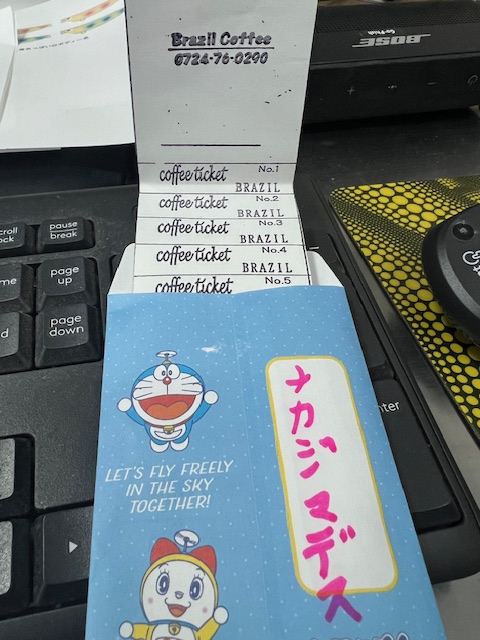 Brazil Coffee
0724-76-0290
coffee ticket No.1
BRAZIL
coffee ticket No.2
BRAZIL
coffee ticket No.3
BRAZIL
coffee ticket No.4
BRAZIL
coffee ticket No.5
LET'S FLY FREELY
IN THE SKY
TOGETHER!
ナカジマデス
BOSE
pause
break
page
up
page
down